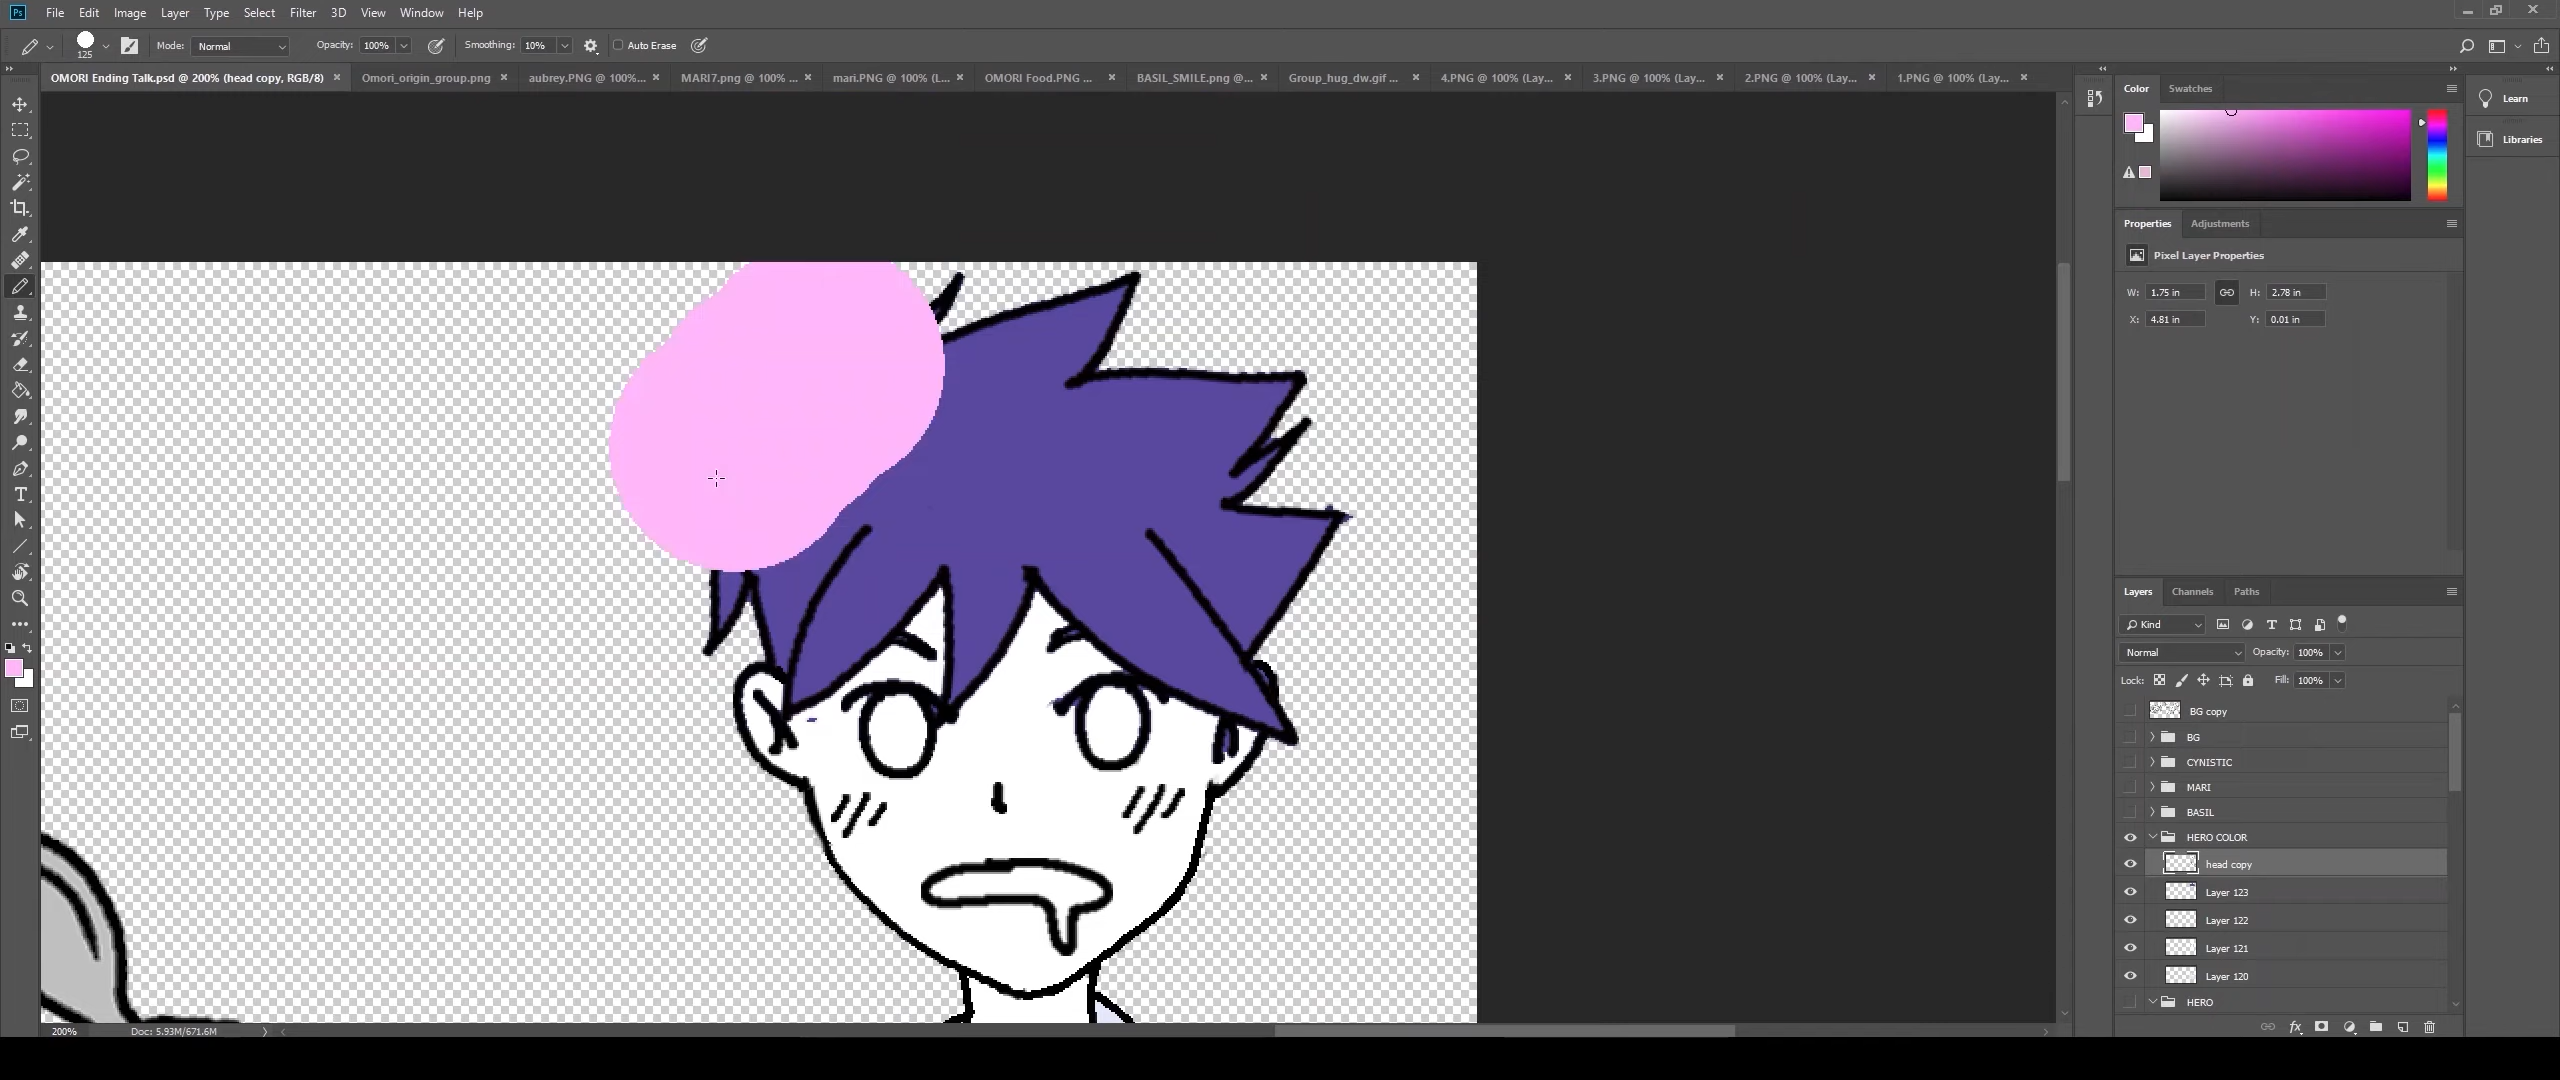 Ps File Edit Image Layer Type Select Filter 3D View Window Help
125 Mode: Normal Opacity: 100% Smoothing: 10% Auto Erase
OMORI Ending Talk.psd @ 200% (head copy, RGB/8) × Omori_origin_group.png × aubrey.PNG @ 100%... × MARI7.png @ 100% ... × mari.PNG @ 100% (L... × OMORI Food.PNG ... × BASIL_SMILE.png @... × Group_hug_dw.gif ... × 4.PNG @ 100% (Lay... × 3.PNG @ 100% (Lay... × 2.PNG @ 100% (Lay... × 1.PNG @ 100% (Lay... ×
Color Swatches
Learn
Libraries
Properties Adjustments
Pixel Layer Properties
W: 1.75 in H: 2.78 in
X: 4.81 in Y: 0.01 in
Layers Channels Paths
Kind
Normal Opacity: 100%
Lock: Fill: 100%
BG copy
BG
CYNISTIC
MARI
BASIL
HERO COLOR
head copy
Layer 123
Layer 122
Layer 121
Layer 120
HERO
200% Doc: 5.93M/671.6M